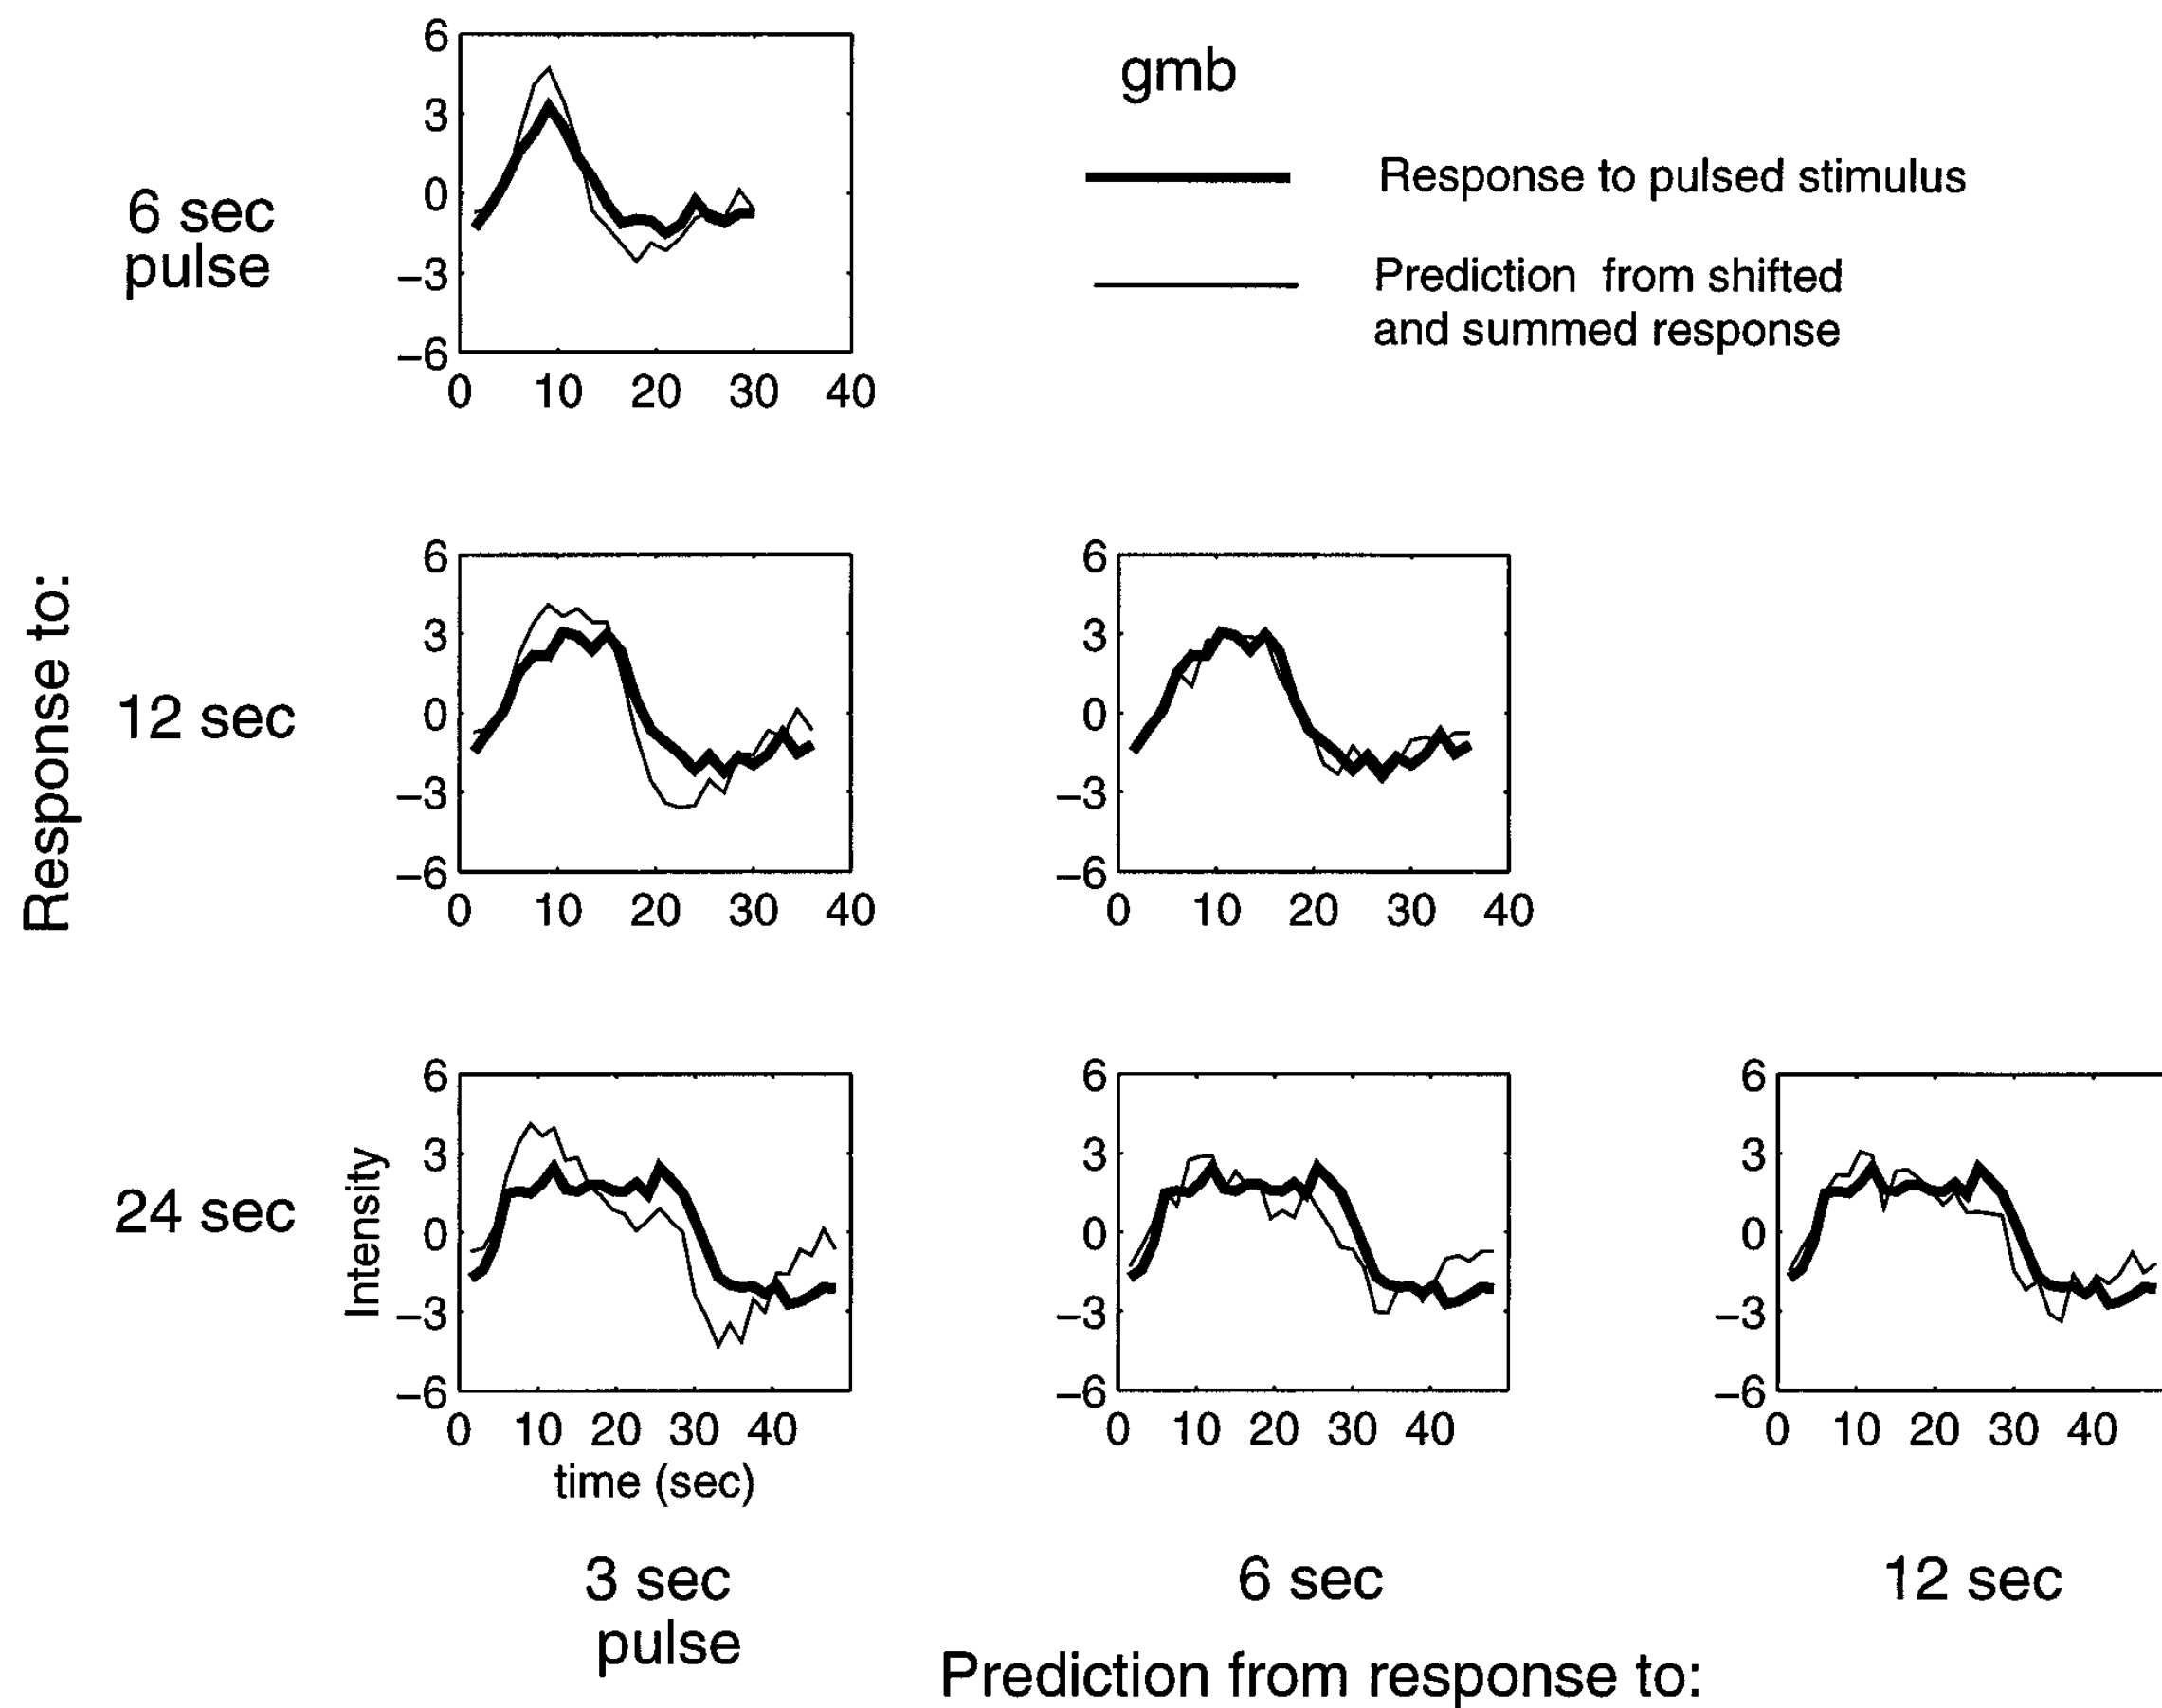 gmb
Response to pulsed stimulus
Prediction from shifted
and summed response
Response to:
6 sec
pulse
6
3
0
−3
−6
0 10 20 30 40
12 sec
6
3
0
−3
−6
0 10 20 30 40
6
3
0
−3
−6
0 10 20 30 40
24 sec
Intensity
6
3
0
−3
−6
0 10 20 30 40
time (sec)
6
3
0
−3
−6
0 10 20 30 40
6
3
0
−3
−6
0 10 20 30 40
3 sec
pulse
6 sec
12 sec
Prediction from response to: